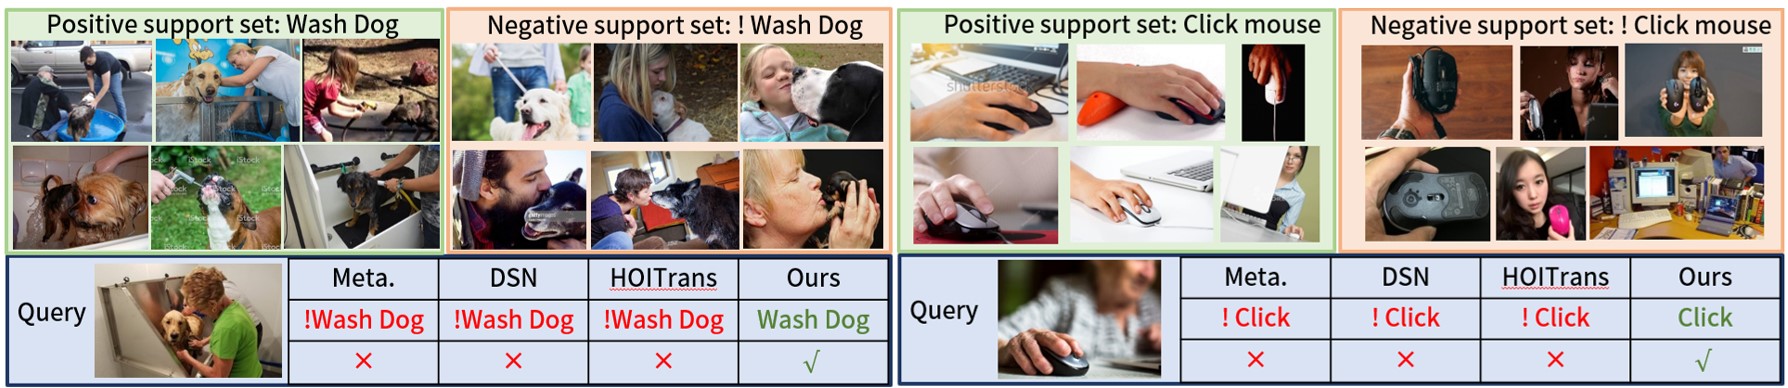 Positive support set: Wash Dog
Negative support set: ! Wash Dog
Query
Meta. DSN HOITrans Ours
!Wash Dog !Wash Dog !Wash Dog Wash Dog
× × × √
Positive support set: Click mouse
Negative support set: ! Click mouse
Query
Meta. DSN HOITrans Ours
! Click ! Click ! Click Click
× × × √